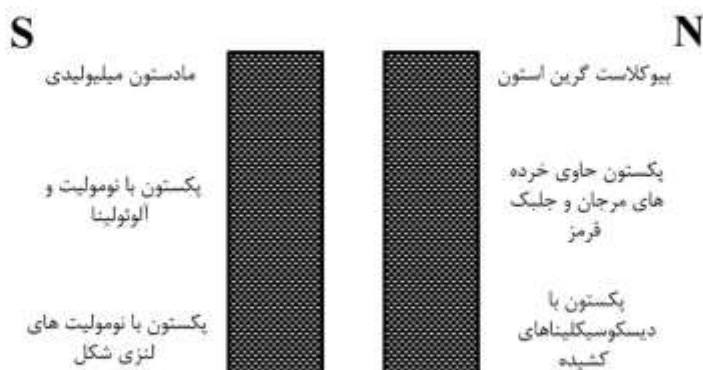 S
N
مادستون میلیولیدی
بیوکلاست گرین استون
پکستون با نومولیت و
آلوئولینا
پکستون حاوی خرده
های مرجان و جلبک
قرمز
پکستون با نومولیت های
لنزی شکل
پکستون با
دیسکوسیکلیناهای
کشیده